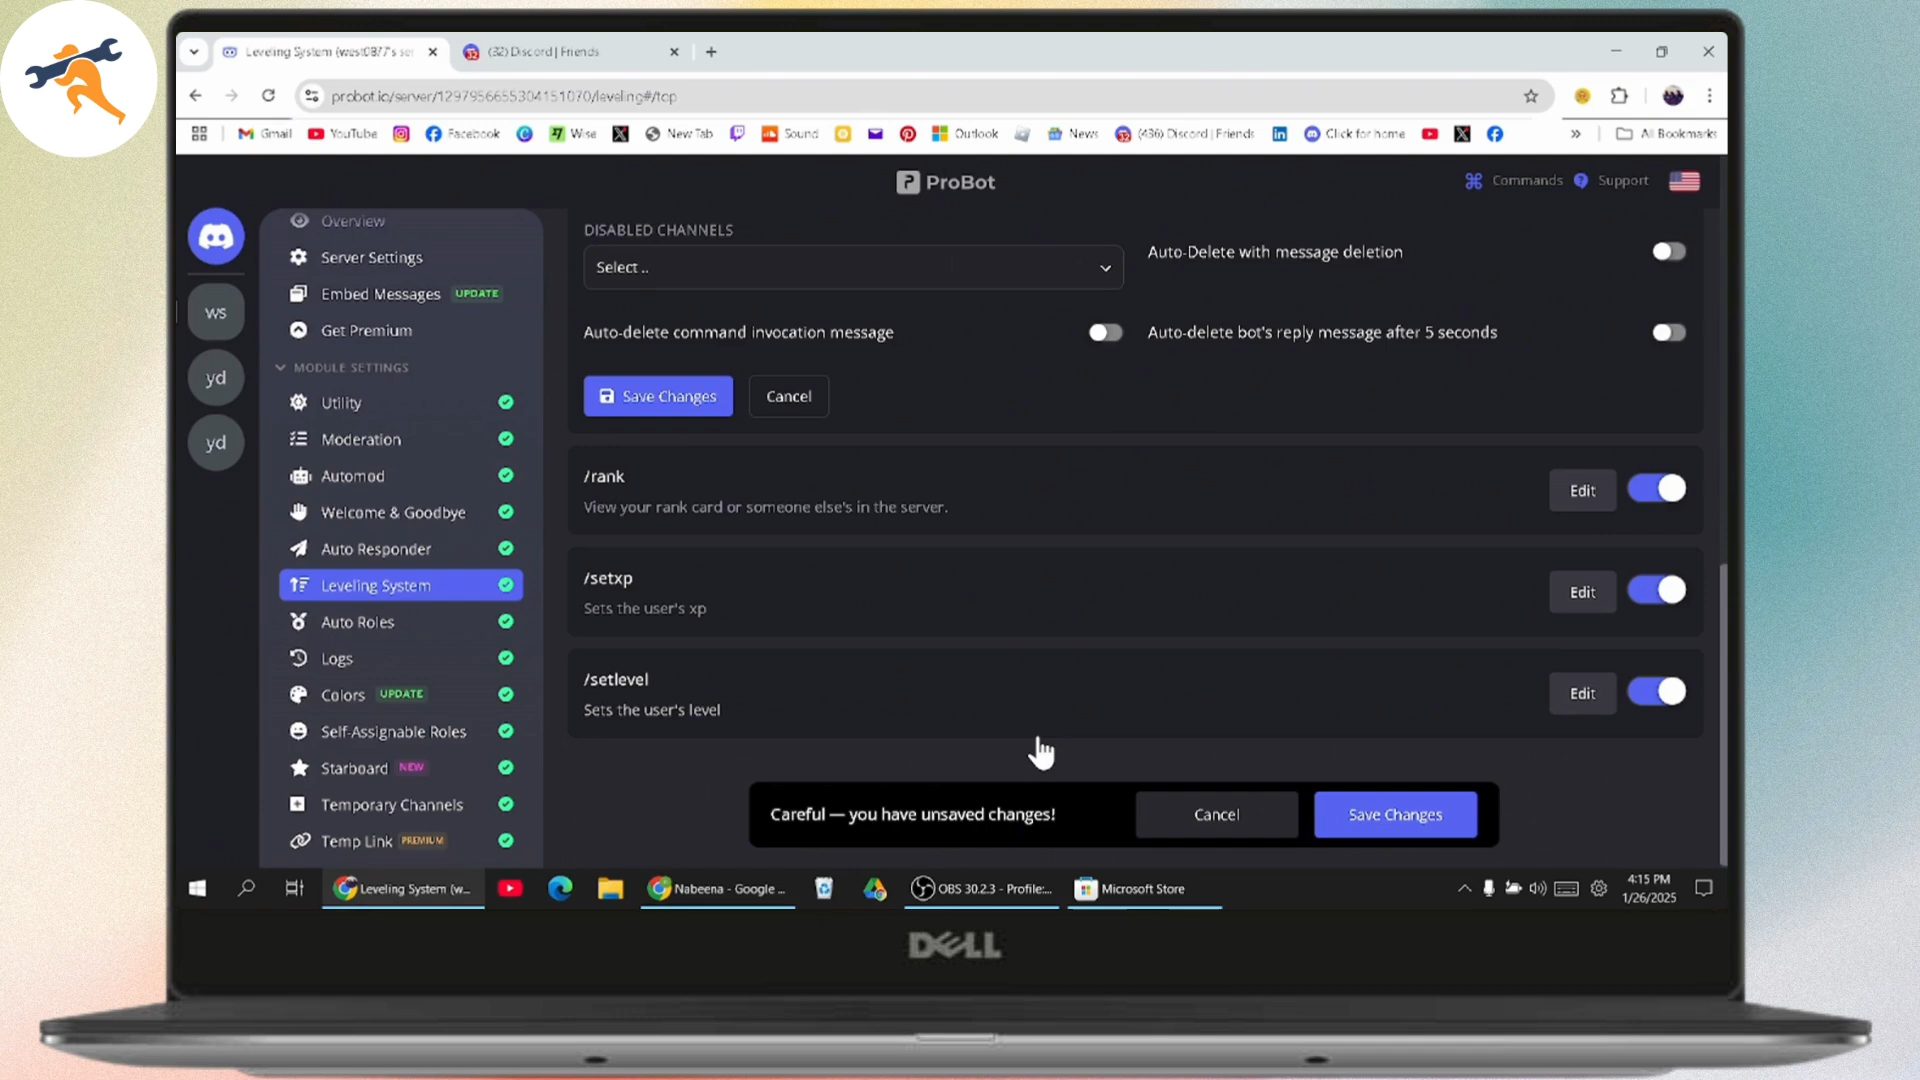 Leveling System (west0877's ser
(32) Discord | Friends
probot.io/server/1297956655304151070/leveling#/top
Gmail
YouTube
Facebook
Wise
New Tab
Sound
Outlook
News
(436) Discord | Friends
Click for home
All Bookmarks
ProBot
Commands
Support
ws
yd
yd
Overview
Server Settings
Embed Messages UPDATE
Get Premium
MODULE SETTINGS
Utility
Moderation
Automod
Welcome & Goodbye
Auto Responder
Leveling System
Auto Roles
Logs
Colors UPDATE
Self-Assignable Roles
Starboard NEW
Temporary Channels
Temp Link PREMIUM
DISABLED CHANNELS
Select ..
Auto-Delete with message deletion
Auto-delete command invocation message
Auto-delete bot's reply message after 5 seconds
Save Changes
Cancel
/rank
View your rank card or someone else's in the server.
Edit
/setxp
Sets the user's xp
Edit
/setlevel
Sets the user's level
Edit
Careful — you have unsaved changes!
Cancel
Save Changes
Leveling System (w...
Nabeena - Google ...
OBS 30.2.3 - Profile:...
Microsoft Store
4:15 PM
1/26/2025
DELL